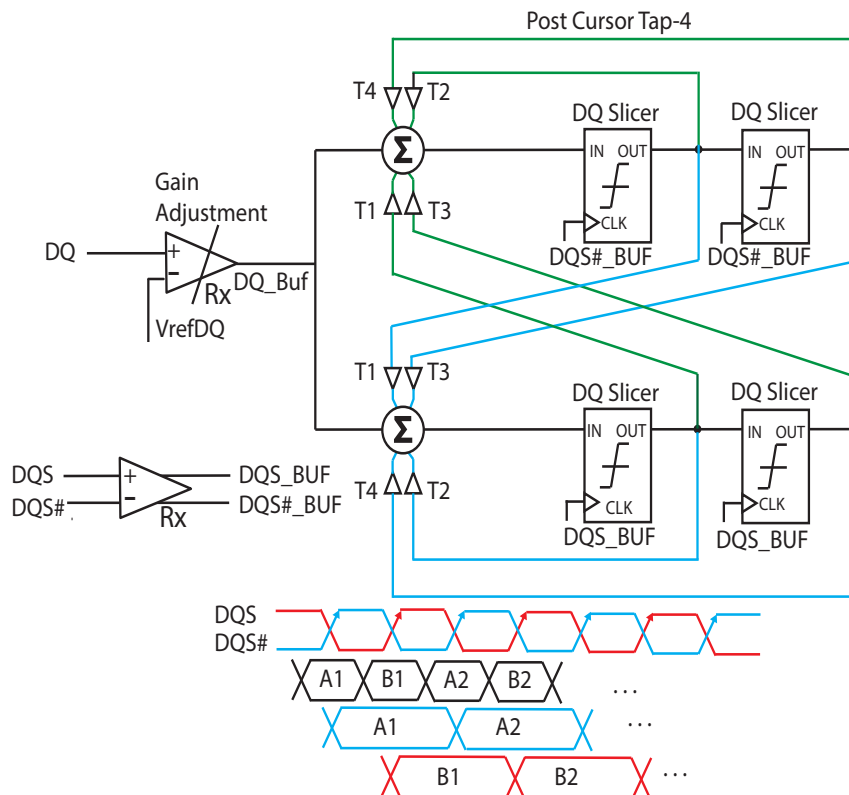 Post Cursor Tap-4
T4
T2
DQ Slicer
DQ Slicer
Σ
IN OUT
IN OUT
Gain
Adjustment
T1
T3
CLK
CLK
DQ
+
−
Rx
DQ_Buf
DQS#_BUF
DQS#_BUF
VrefDQ
T1
T3
DQ Slicer
DQ Slicer
Σ
IN OUT
IN OUT
DQS
+
DQS_BUF
T4
T2
DQS#
−
DQS#_BUF
CLK
CLK
Rx
DQS_BUF
DQS_BUF
DQS
DQS#
A1 B1 A2 B2 ...
A1 A2 ...
B1 B2 ...